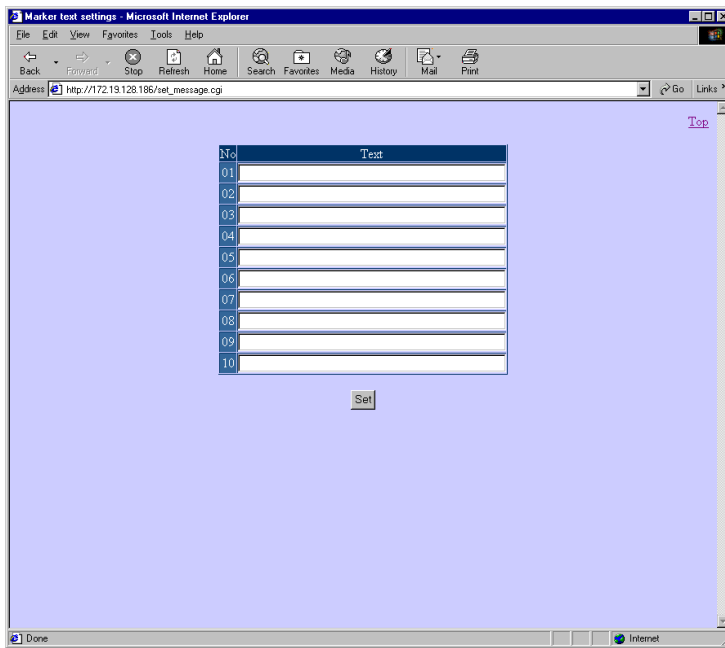 Marker text settings - Microsoft Internet Explorer
File Edit View Favorites Tools Help
Back Forward Stop Refresh Home Search Favorites Media History Mail Print
Address http://172.19.128.186/set_message.cgi Go Links
Top
No Text
01
02
03
04
05
06
07
08
09
10
Set
Done Internet